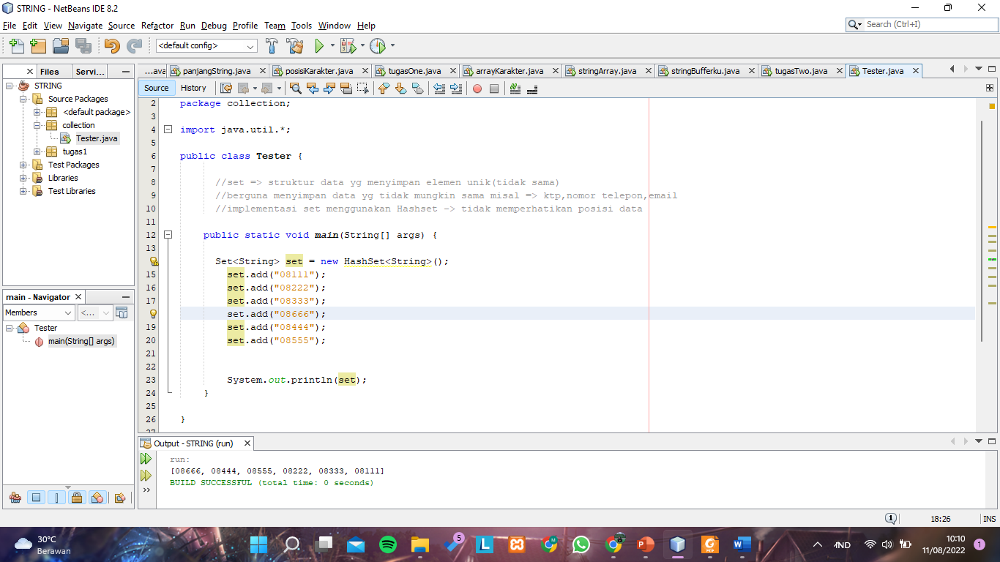 STRING - NetBeans IDE 8.2
File Edit View Navigate Source Refactor Run Debug Profile Team Tools Window Help
Search (Ctrl+I)
<default config>
Files Servi...
...ava panjangString.java posisiKarakter.java tugasOne.java arrayKarakter.java stringArray.java stringBufferku.java tugasTwo.java Tester.java
Source History
STRING
Source Packages
<default package>
collection
Tester.java
tugas1
Test Packages
Libraries
Test Libraries
main - Navigator
Members <...
Tester
main(String[] args)
2 package collection;
3
4 import java.util.*;
5
6 public class Tester {
7
8 //set => struktur data yg menyimpan elemen unik(tidak sama)
9 //berguna menyimpan data yg tidak mungkin sama misal => ktp,nomor telepon,email
10 //implementasi set menggunakan Hashset -> tidak memperhatikan posisi data
11
12 public static void main(String[] args) {
13
Set<String> set = new HashSet<String>();
15 set.add("08111");
16 set.add("08222");
17 set.add("08333");
set.add("08666");
19 set.add("08444");
20 set.add("08555");
21
22
23 System.out.println(set);
24 }
25
26 }
27
Output - STRING (run)
run:
[08666, 08444, 08555, 08222, 08333, 08111]
BUILD SUCCESSFUL (total time: 0 seconds)
1 18:26 INS
30°C
Berawan
5
IND
10:10
11/08/2022
1